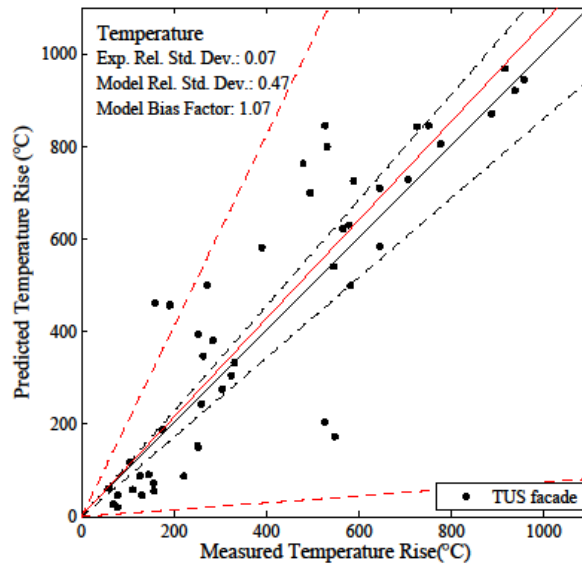 Temperature
Exp. Rel. Std. Dev.: 0.07
Model Rel. Std. Dev.: 0.47
Model Bias Factor: 1.07
Predicted Temperature Rise (°C)
1000
800
600
400
200
0
0 200 400 600 800 1000
TUS facade
Measured Temperature Rise(°C)